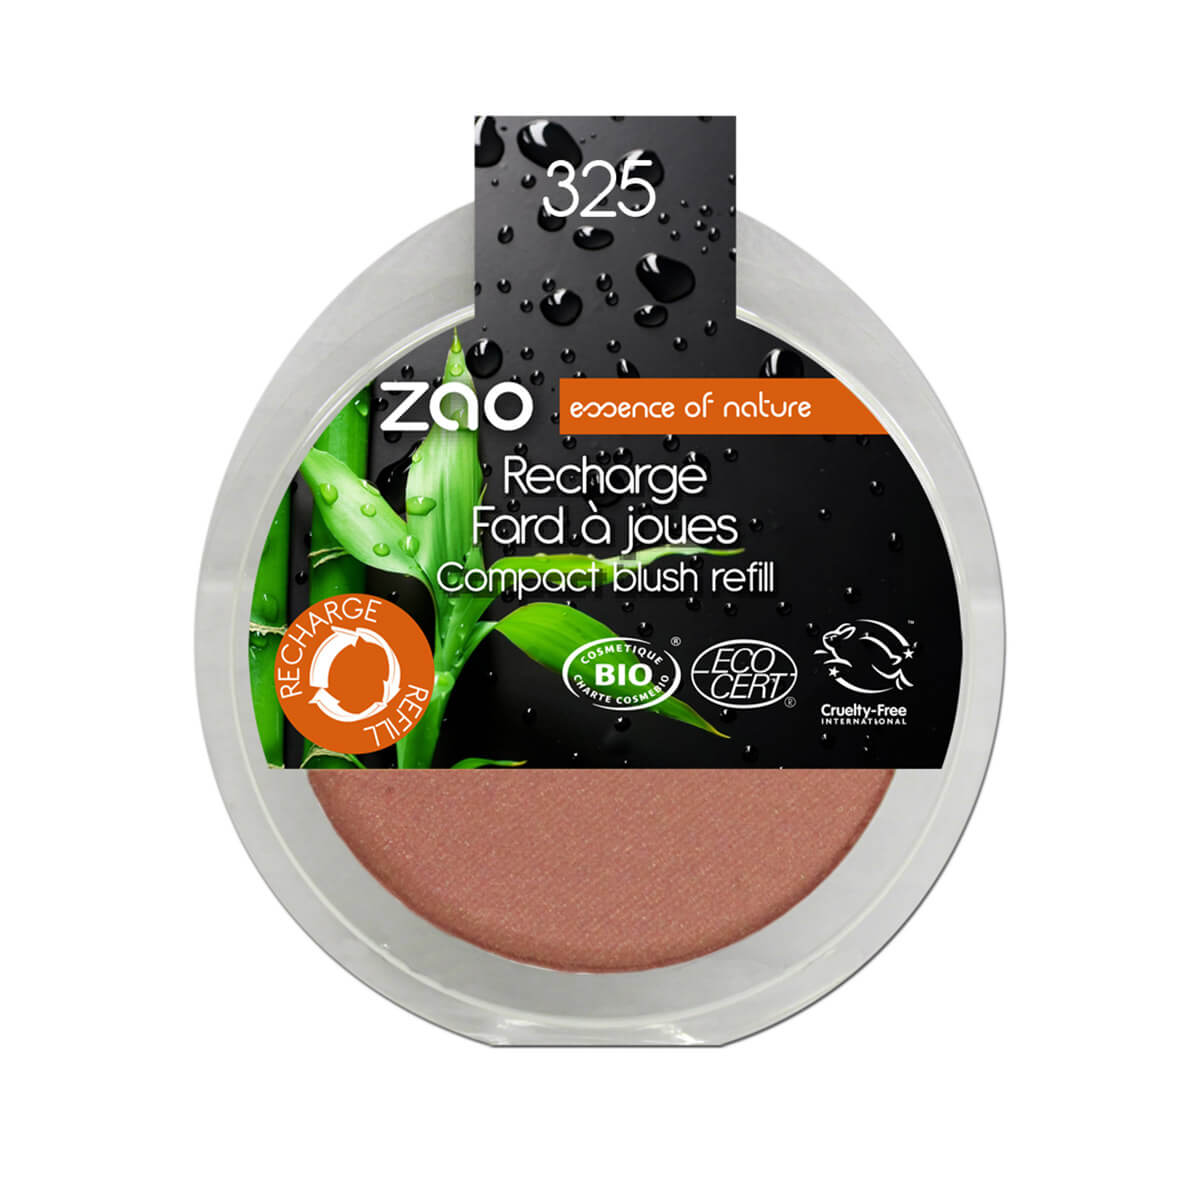 325
zao
essence of nature
Recharge
Fard à joues
Compact blush refill
RECHARGE
REFILL
COSMETIQUE
BIO
CHARTE COSMEBIO
®
ECO
CERT
®
™
Cruelty-Free
INTERNATIONAL